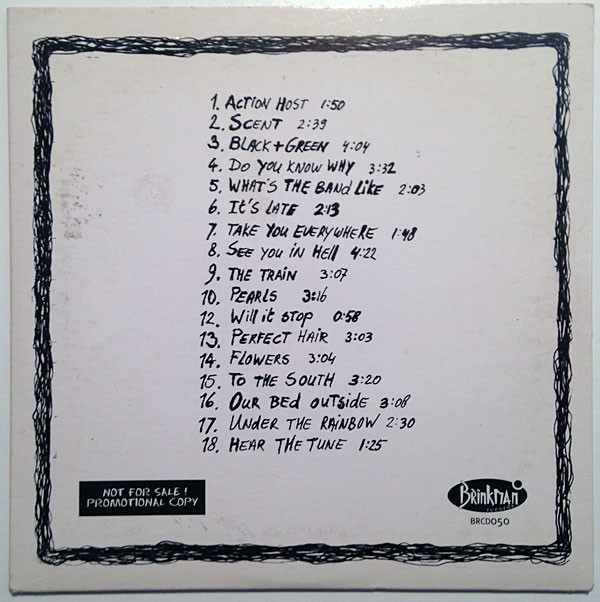 1. ACTION HOST 1:50
2. SCENT 2:39
3. BLACK+GREEN 4:04
4. DO YOU KNOW WHY 3:32
5. WHAT'S THE BANd LiKE 2:03
6. IT'S LATE 2:13
7. TAKE YOU EVERYWHERE 1:48
8. SEE YOU IN HEll 4:22
9. THE TRAIN 3:07
10. PEARLS 3:16
12. Will it STOP 0:58
13. PERFECT HAIR 3:03
14. FLOWERS 3:04
15. TO THE SOUTH 3:20
16. OUR BED OUTSiDE 3:08
17. UNDER THE RAiNBOW 2:30
18. HEAR THE TUNE 1:25
NOT FOR SALE !
PROMOTIONAL COPY
BRiNKMAN
records
BRCD050